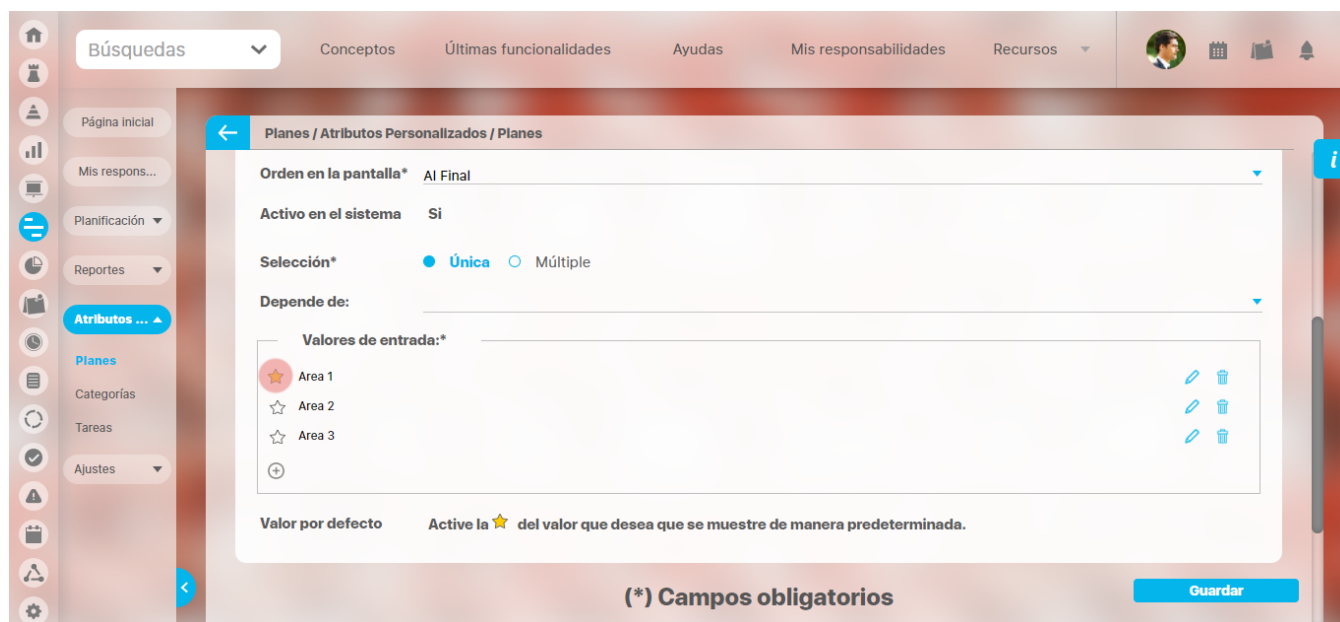 Búsquedas
Conceptos
Últimas funcionalidades
Ayudas
Mis responsabilidades
Recursos
Página inicial
Mis respons...
Planificación
Reportes
Atributos ...
Planes
Categorías
Tareas
Ajustes
Planes / Atributos Personalizados / Planes
i
Orden en la pantalla* Al Final
Activo en el sistema Si
Selección* Única Múltiple
Depende de:
Valores de entrada:*
Area 1
Area 2
Area 3
Valor por defecto Active la del valor que desea que se muestre de manera predeterminada.
(*) Campos obligatorios
Guardar